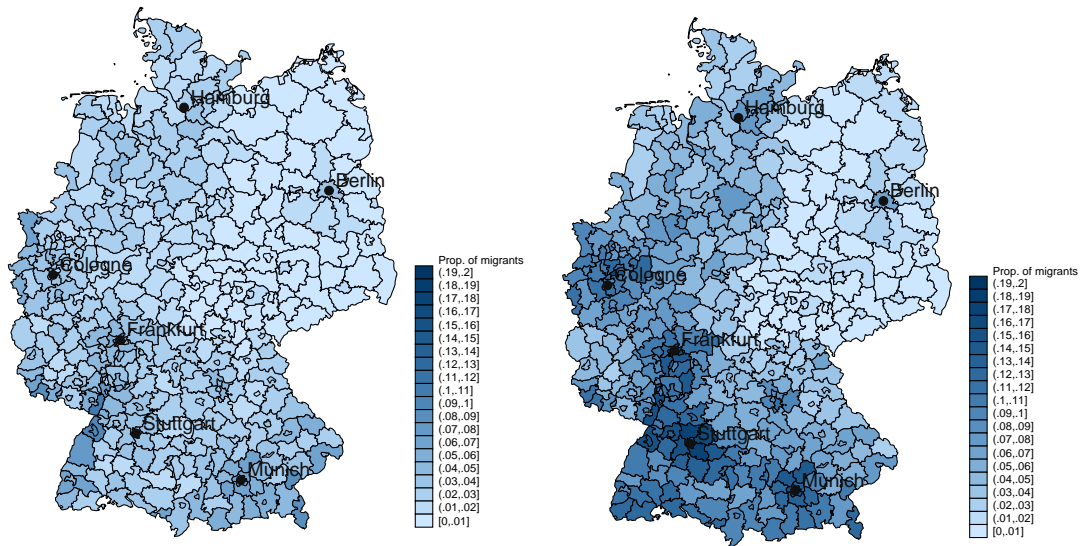 Hamburg
Berlin
Cologne
Frankfurt
Stuttgart
Munich
Prop. of migrants
(.19,.2]
(.18,.19]
(.17,.18]
(.16,.17]
(.15,.16]
(.14,.15]
(.13,.14]
(.12,.13]
(.11,.12]
(.1,.11]
(.09,.1]
(.08,.09]
(.07,.08]
(.06,.07]
(.05,.06]
(.04,.05]
(.03,.04]
(.02,.03]
(.01,.02]
[0,.01]
Hamburg
Berlin
Cologne
Frankfurt
Stuttgart
Munich
Prop. of migrants
(.19,.2]
(.18,.19]
(.17,.18]
(.16,.17]
(.15,.16]
(.14,.15]
(.13,.14]
(.12,.13]
(.11,.12]
(.1,.11]
(.09,.1]
(.08,.09]
(.07,.08]
(.06,.07]
(.05,.06]
(.04,.05]
(.03,.04]
(.02,.03]
(.01,.02]
[0,.01]